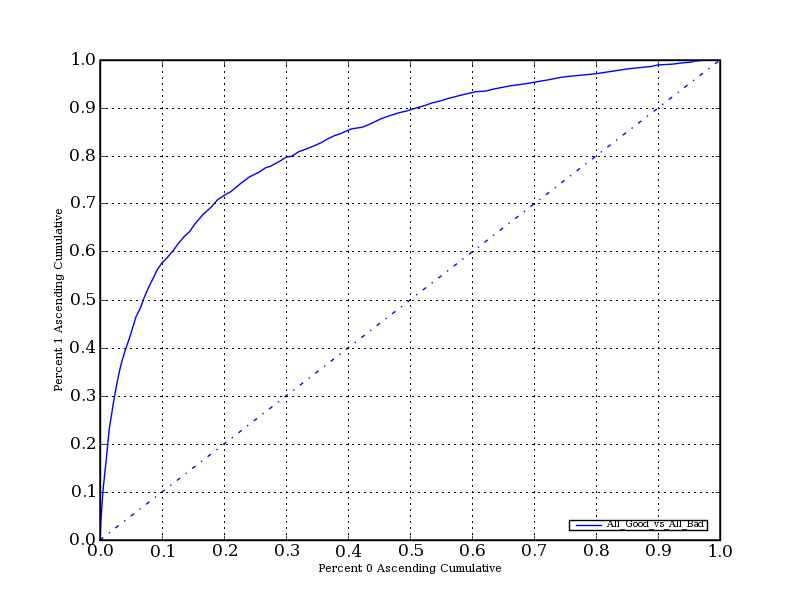 1.0
0.9
0.8
0.7
0.6
0.5
0.4
0.3
0.2
0.1
0.0
Percent 1 Ascending Cumulative
All_Good_vs_All_Bad
0.0 0.1 0.2 0.3 0.4 0.5 0.6 0.7 0.8 0.9 1.0
Percent 0 Ascending Cumulative